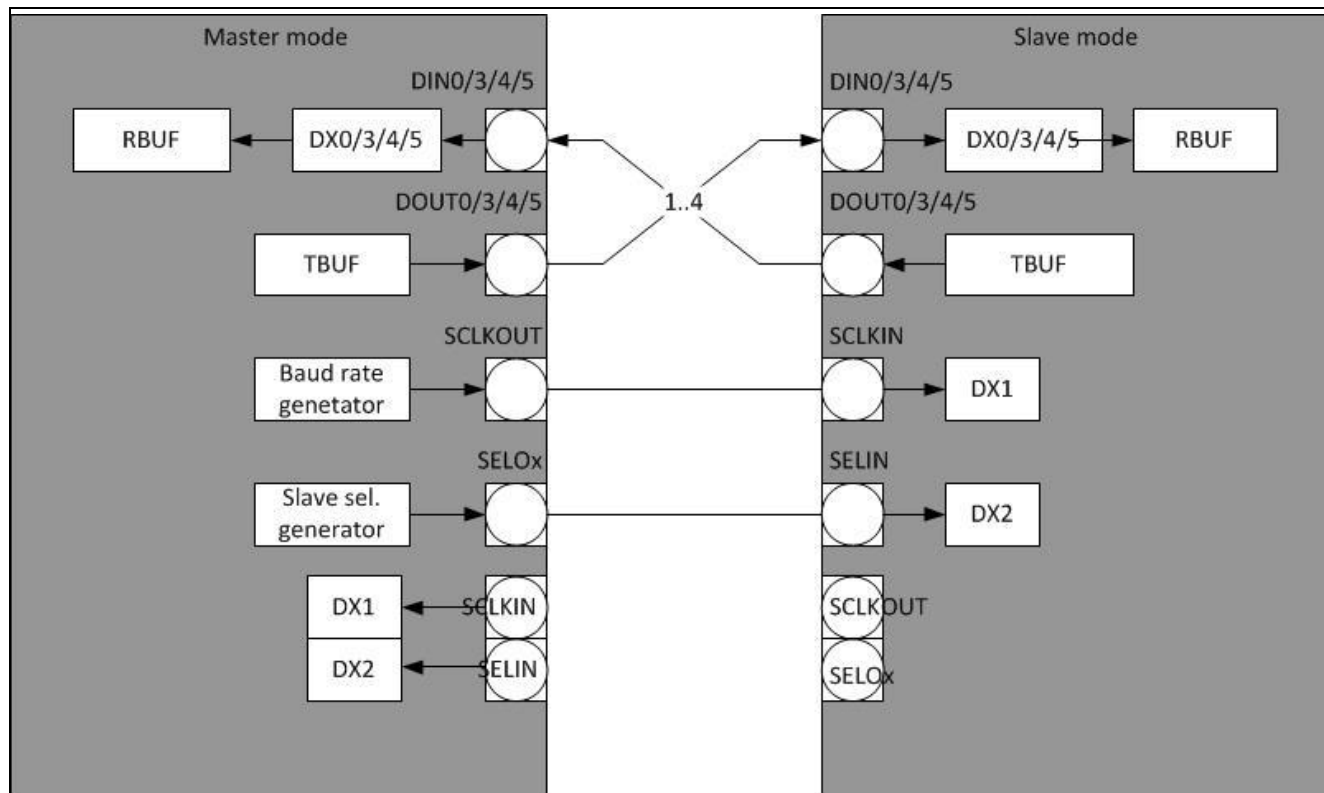 Master mode
DIN0/3/4/5
RBUF
DX0/3/4/5
DOUT0/3/4/5
TBUF
SCLKOUT
Baud rate
genetator
SELOx
Slave sel.
generator
DX1
SCLKIN
DX2
SELIN
1..4
Slave mode
DIN0/3/4/5
DX0/3/4/5
RBUF
DOUT0/3/4/5
TBUF
SCLKIN
DX1
SELIN
DX2
SCLKOUT
SELOx